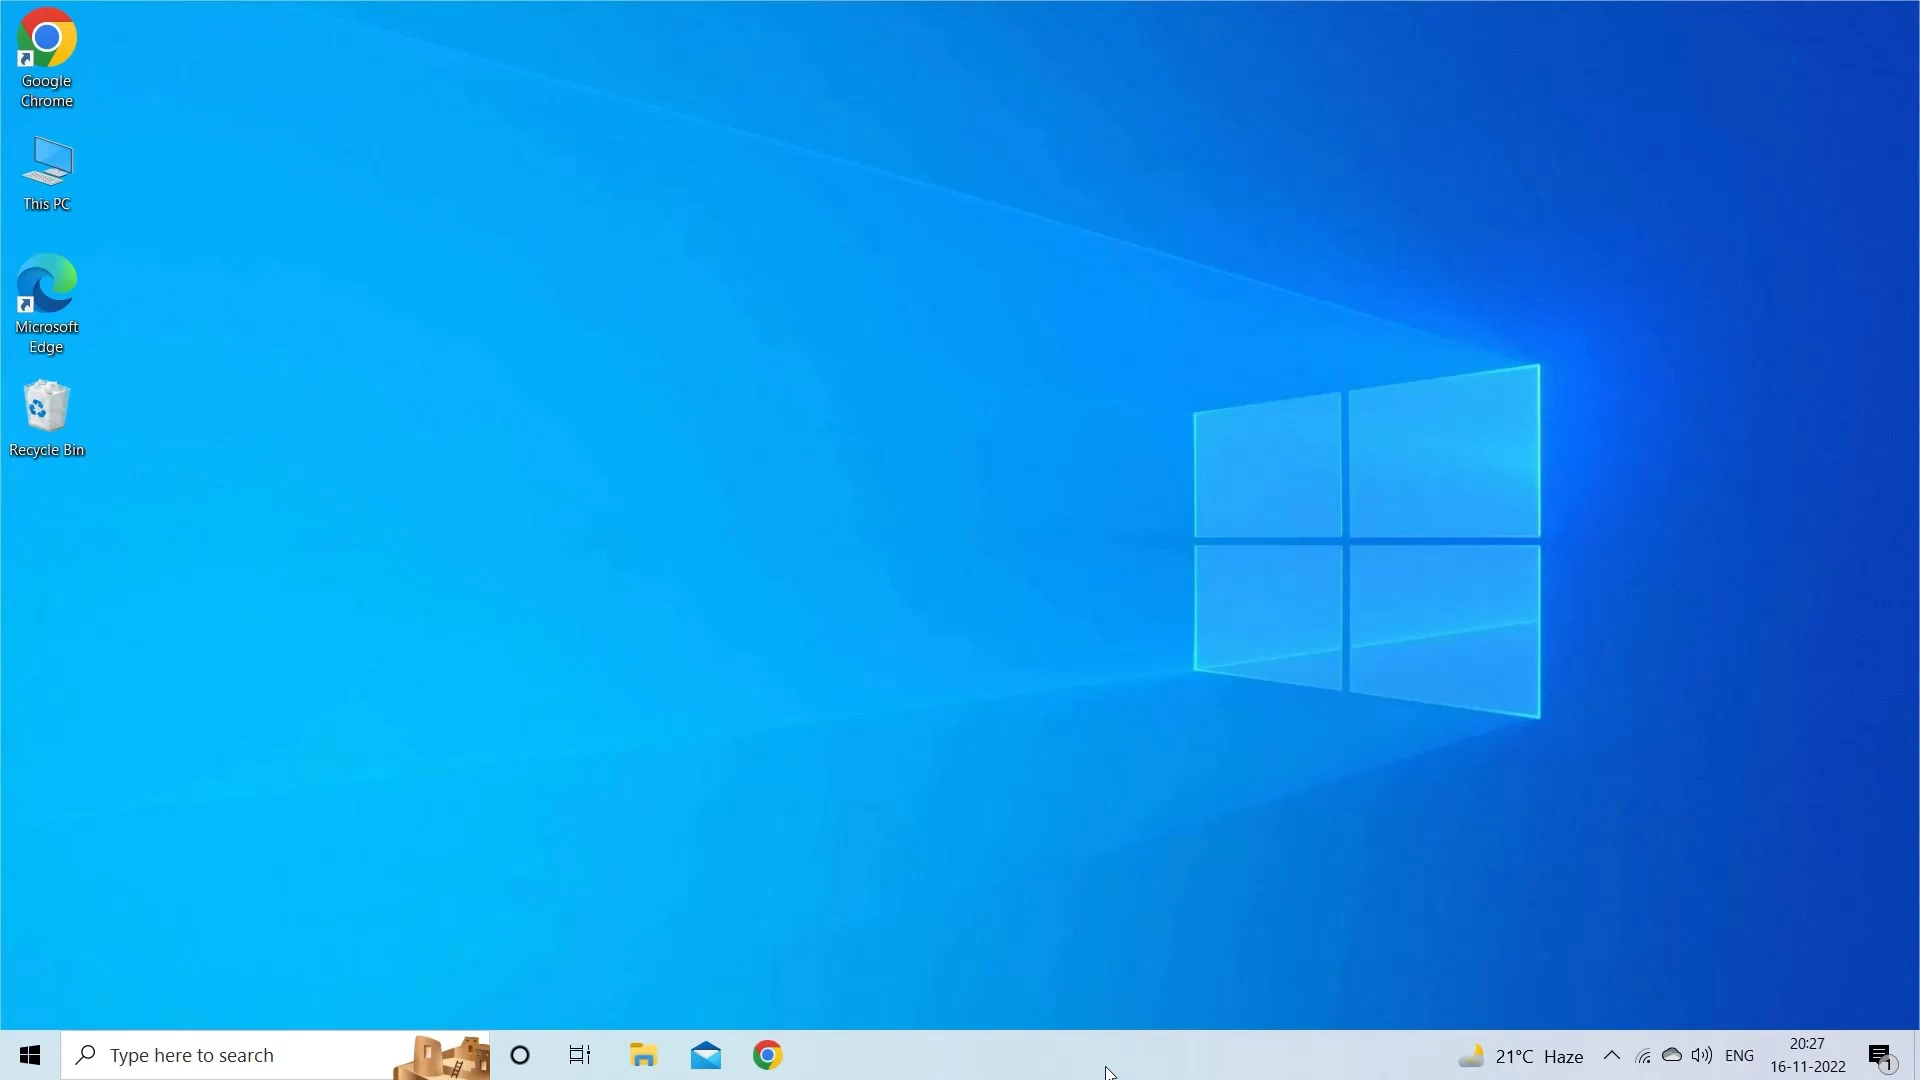 Google
Chrome
This PC
Microsoft
Edge
Recycle Bin
Type here to search
21°C Haze
ENG
20:27
16-11-2022
1